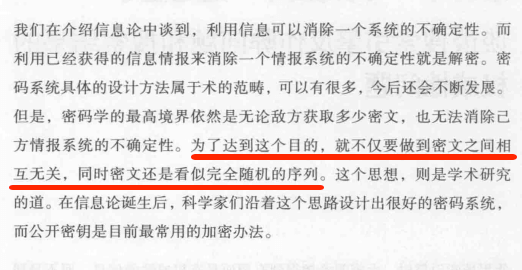 我们在介绍信息论中谈到，利用信息可以消除一个系统的不确定性。而
利用已经获得的信息情报来消除一个情报系统的不确定性就是解密。密
码系统具体的设计方法属于术的范畴，可以有很多，今后还会不断发展。
但是，密码学的最高境界依然是无论敌方获取多少密文，也无法消除己
方情报系统的不确定性。为了达到这个目的，就不仅要做到密文之间相
互无关，同时密文还是看似完全随机的序列。这个思想，则是学术研究
的道。在信息论诞生后，科学家们沿着这个思路设计出很好的密码系统，
而公开密钥是目前最常用的加密办法。